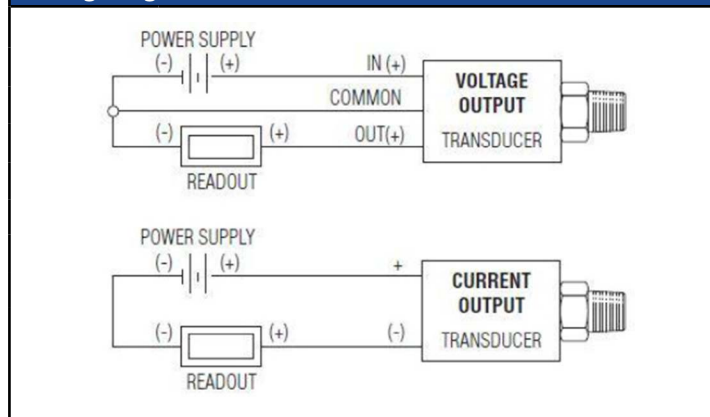 POWER SUPPLY
(-) (+) IN (+)
COMMON
(-) (+) OUT(+)
READOUT
VOLTAGE
OUTPUT
TRANSDUCER
POWER SUPPLY
(-) (+) +
(-) (+) (-)
READOUT
CURRENT
OUTPUT
TRANSDUCER